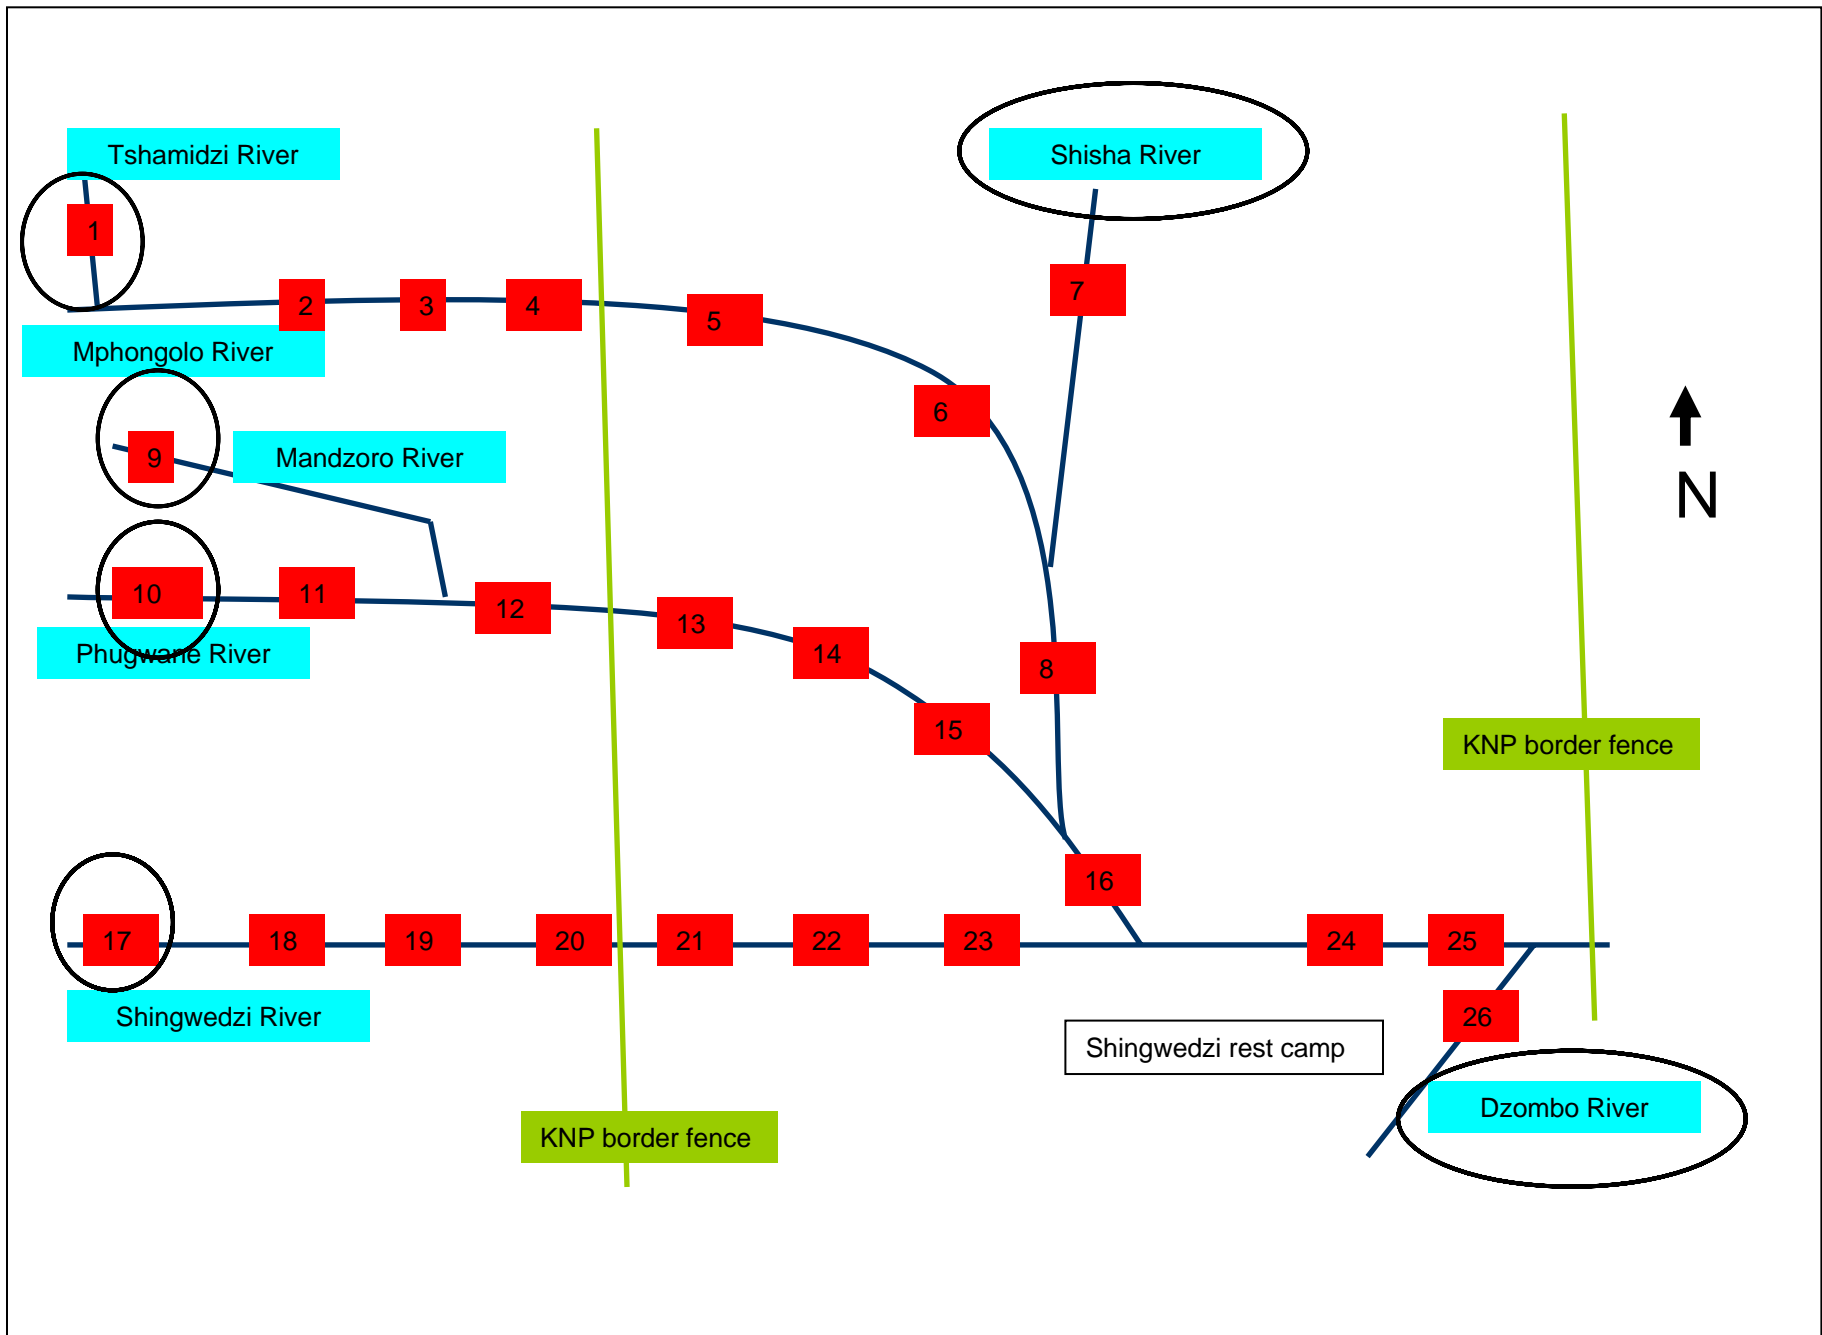 Tshamidzi River
Shisha River
1
7
2
3
4
5
Mphongolo River
6
9
Mandzoro River
N
10
11
12
13
14
Phugwane River
8
15
KNP border fence
16
17
18
19
20
21
22
23
24
25
Shingwedzi River
26
Shingwedzi rest camp
Dzombo River
KNP border fence